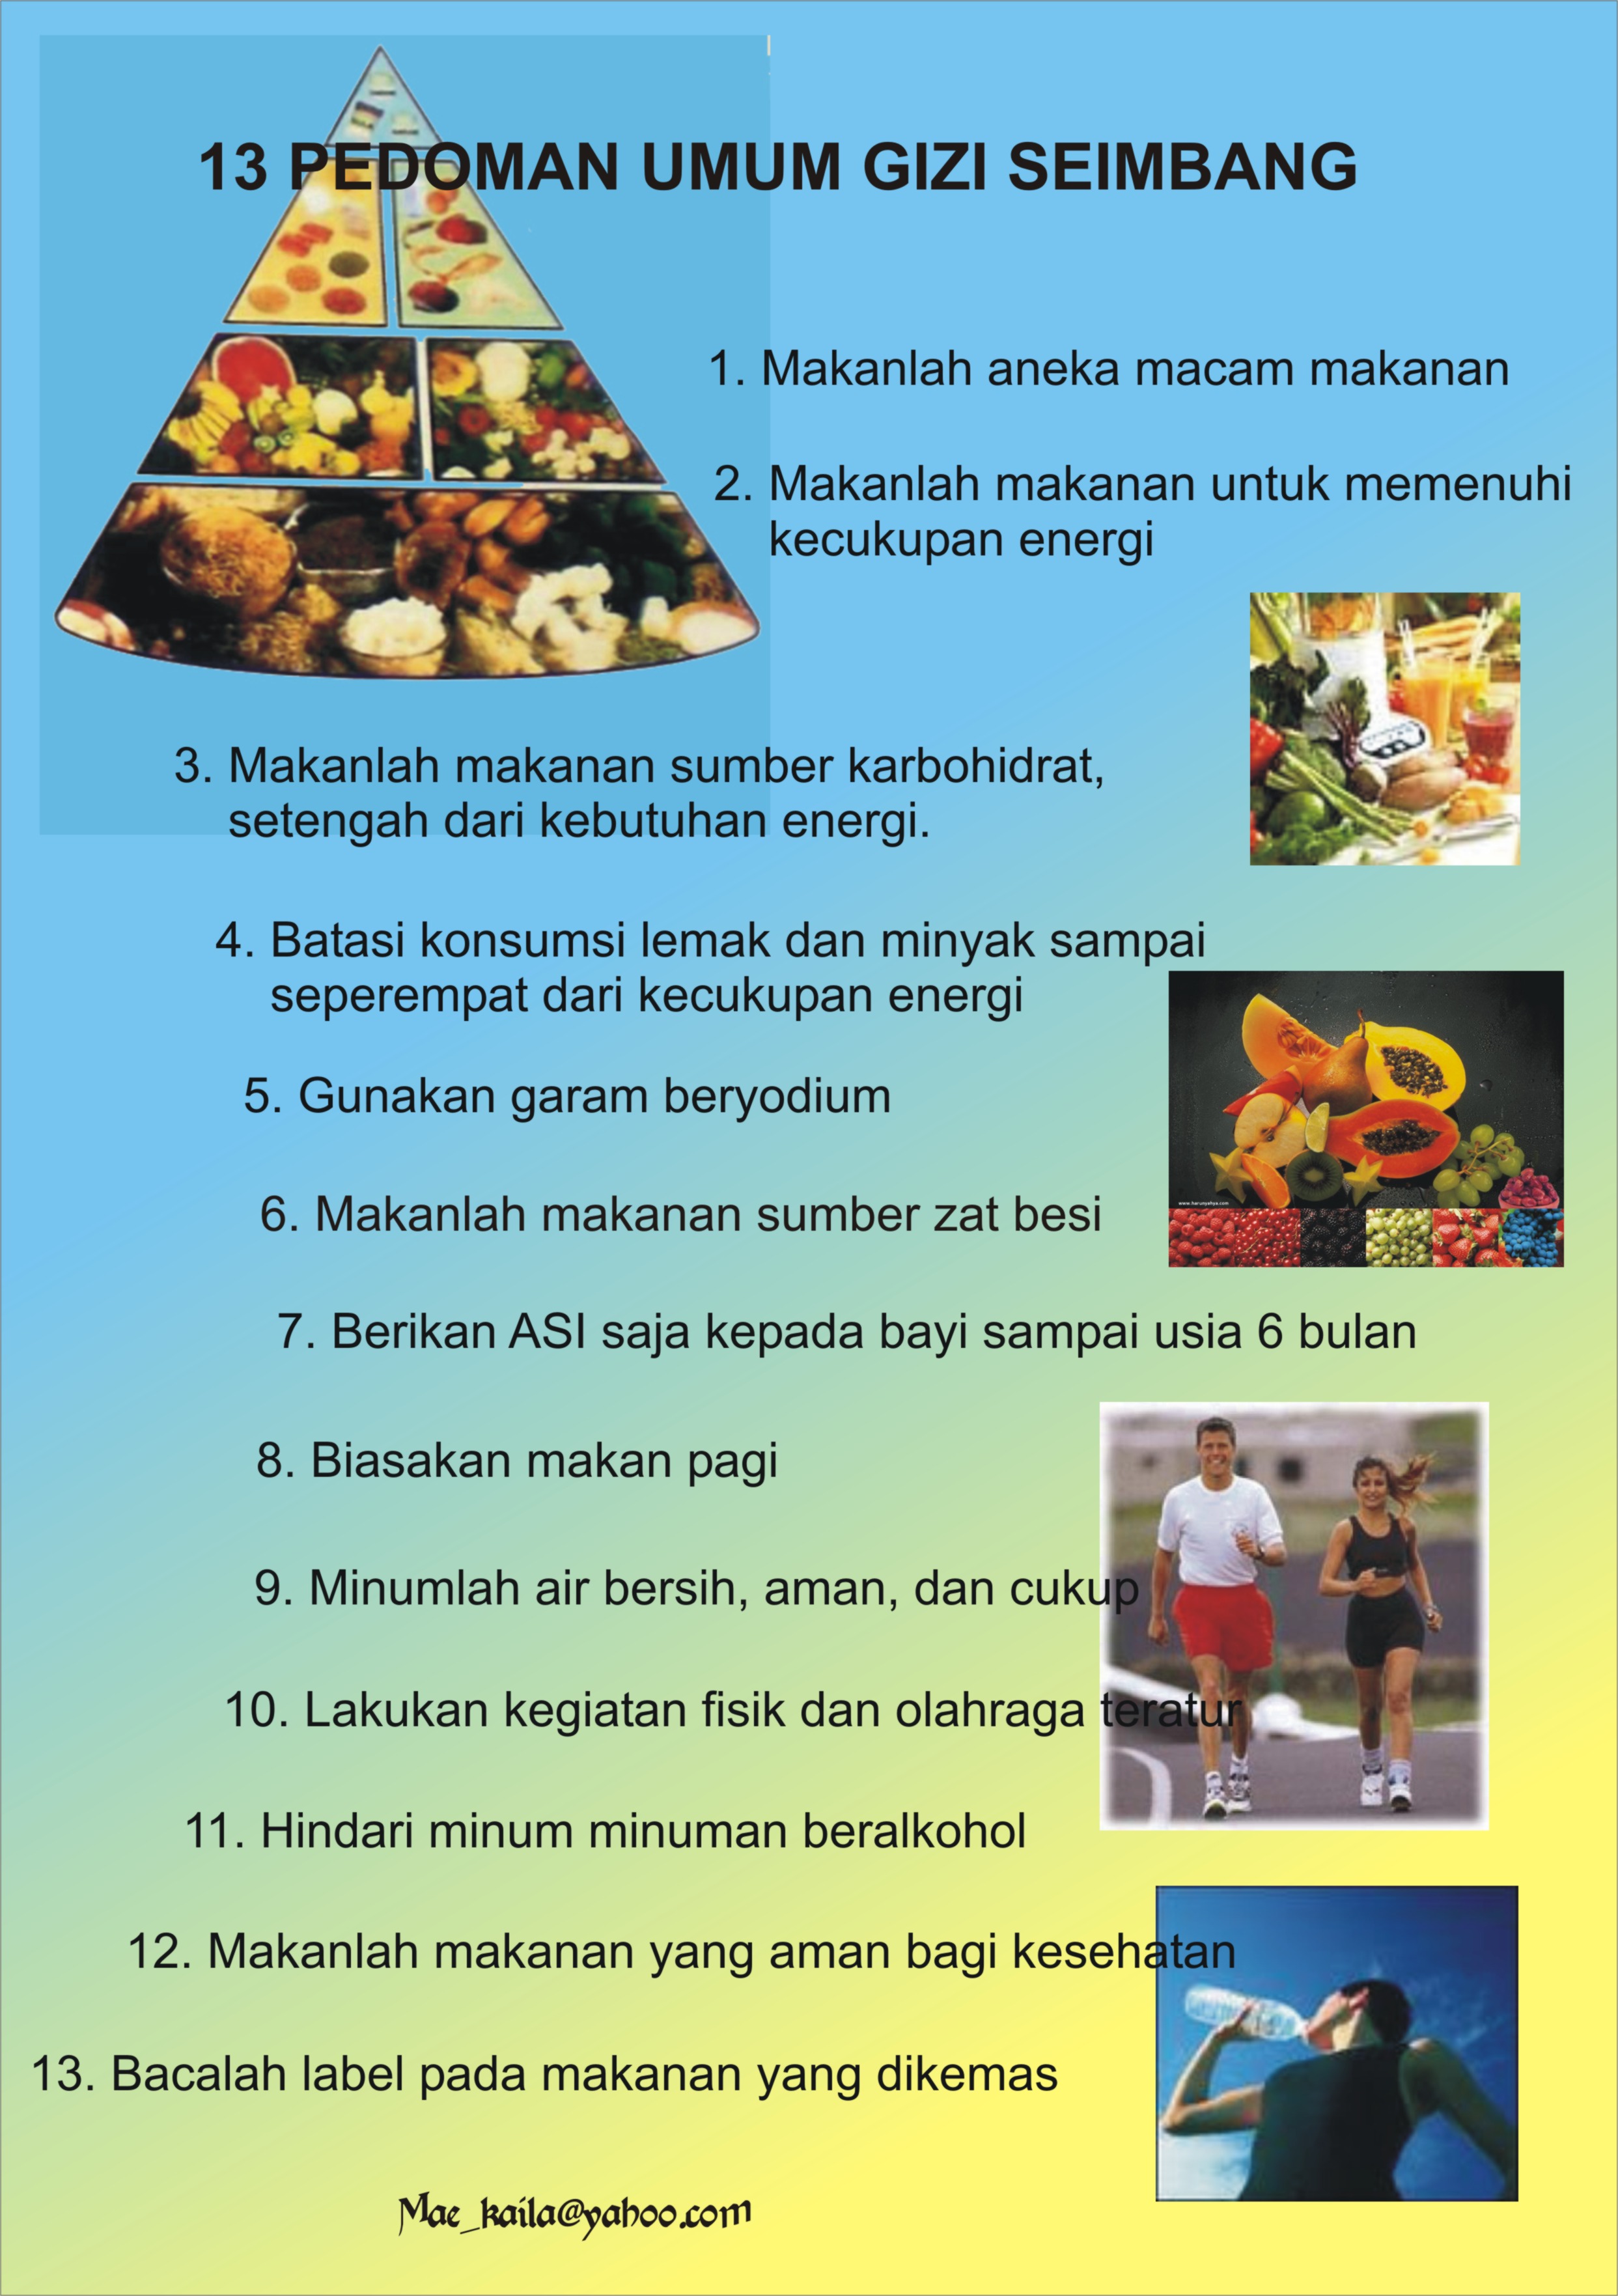 13 PEDOMAN UMUM GIZI SEIMBANG
1. Makanlah aneka macam makanan
2. Makanlah makanan untuk memenuhi
kecukupan energi
3. Makanlah makanan sumber karbohidrat,
setengah dari kebutuhan energi.
4. Batasi konsumsi lemak dan minyak sampai
seperempat dari kecukupan energi
5. Gunakan garam beryodium
www.harunyahya.com
6. Makanlah makanan sumber zat besi
7. Berikan ASI saja kepada bayi sampai usia 6 bulan
8. Biasakan makan pagi
9. Minumlah air bersih, aman, dan cukup
10. Lakukan kegiatan fisik dan olahraga teratur
11. Hindari minum minuman beralkohol
12. Makanlah makanan yang aman bagi kesehatan
13. Bacalah label pada makanan yang dikemas
Mae_kaila@yahoo.com